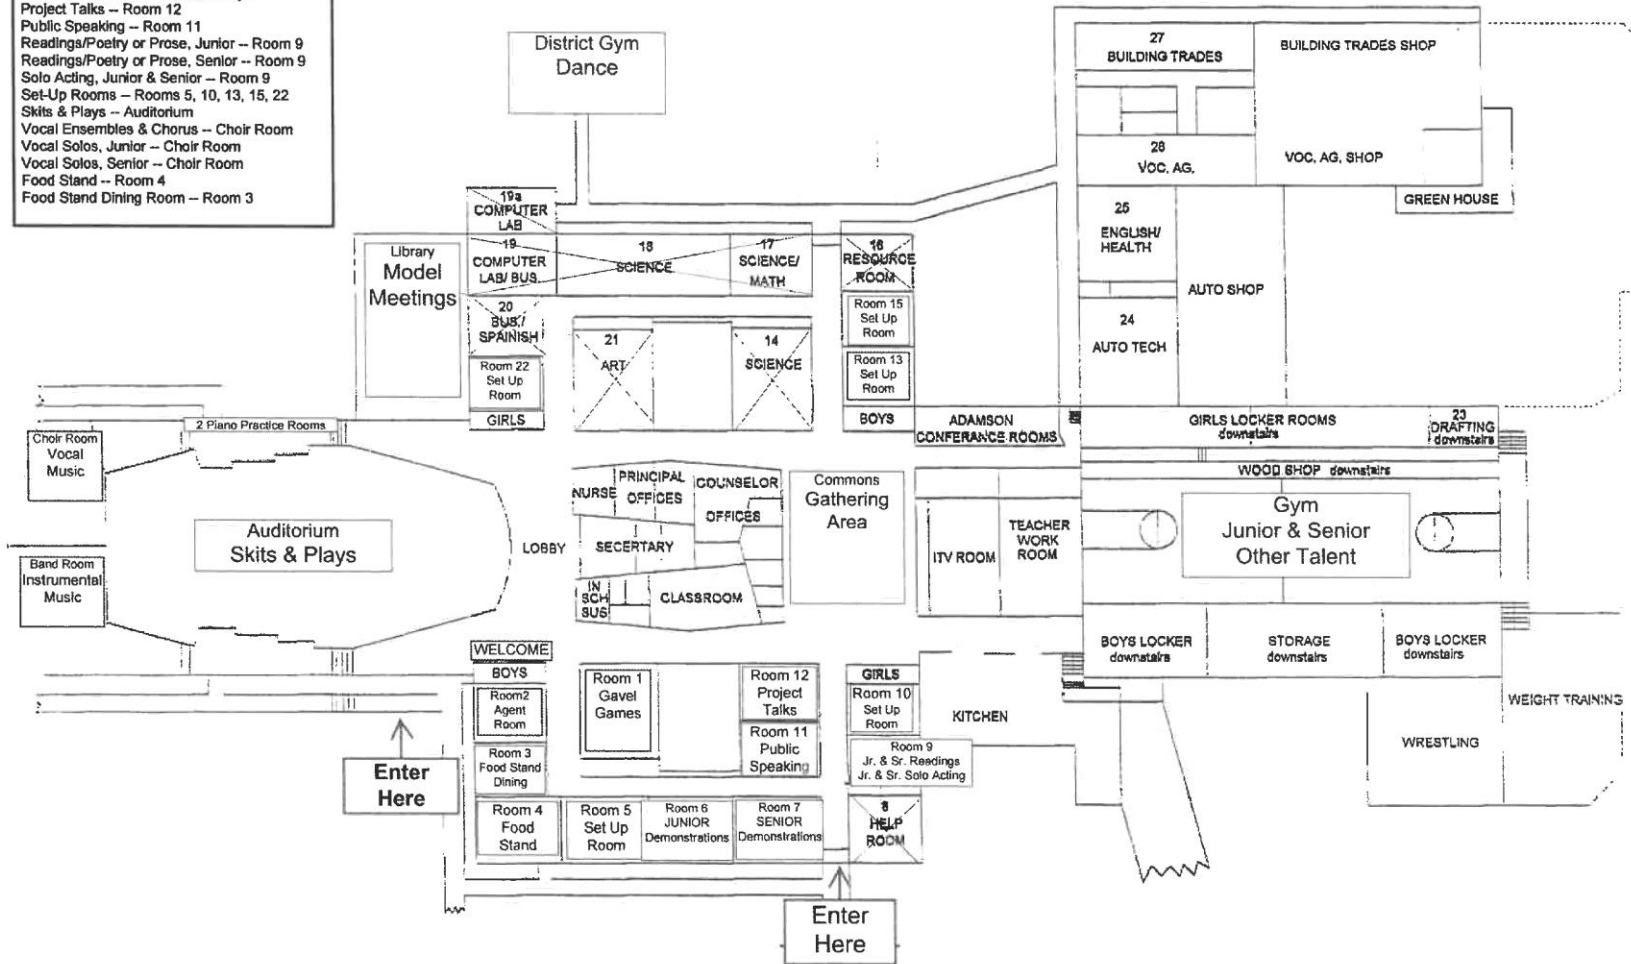 Project Talks -- Room 12
Public Speaking -- Room 11
Readings/Poetry or Prose, Junior -- Room 9
Readings/Poetry or Prose, Senior -- Room 9
Solo Acting, Junior & Senior -- Room 9
Set-Up Rooms -- Rooms 5, 10, 13, 15, 22
Skits & Plays -- Auditorium
Vocal Ensembles & Chorus -- Choir Room
Vocal Solos, Junior -- Choir Room
Vocal Solos, Senior -- Choir Room
Food Stand -- Room 4
Food Stand Dining Room -- Room 3
District Gym
Dance
27
BUILDING TRADES
BUILDING TRADES SHOP
28
VOC. AG.
VOC. AG. SHOP
GREEN HOUSE
25
ENGLISH/
HEALTH
AUTO SHOP
24
AUTO TECH
19a
COMPUTER
LAB
Library
Model
Meetings
19
COMPUTER
LAB/ BUS.
18
SCIENCE
17
SCIENCE/
MATH
16
RESOURCE
ROOM
20
BUS./
SPAINISH
Room 15
Set Up
Room
21
ART
14
SCIENCE
Room 22
Set Up
Room
Room 13
Set Up
Room
GIRLS
BOYS
ADAMSON
CONFERANCE ROOMS
GIRLS LOCKER ROOMS
downstairs
23
DRAFTING
downstairs
2 Piano Practice Rooms
Choir Room
Vocal
Music
WOOD SHOP downstairs
NURSE
PRINCIPAL
OFFICES
COUNSELOR
OFFICES
Commons
Gathering
Area
Auditorium
Skits & Plays
LOBBY
SECERTARY
ITV ROOM
TEACHER
WORK
ROOM
Gym
Junior & Senior
Other Talent
Band Room
Instrumental
Music
IN
SCH
SUS
CLASSROOM
BOYS LOCKER
downstairs
STORAGE
downstairs
BOYS LOCKER
downstairs
WELCOME
BOYS
Room 1
Gavel
Games
Room 12
Project
Talks
GIRLS
Room2
Agent
Room
Room 10
Set Up
Room
KITCHEN
WEIGHT TRAINING
WRESTLING
Room 11
Public
Speaking
Room 3
Food Stand
Dining
Room 9
Jr. & Sr. Readings
Jr. & Sr. Solo Acting
Enter
Here
Room 4
Food
Stand
Room 5
Set Up
Room
Room 6
JUNIOR
Demonstrations
Room 7
SENIOR
Demonstrations
8
HELP
ROOM
Enter
Here